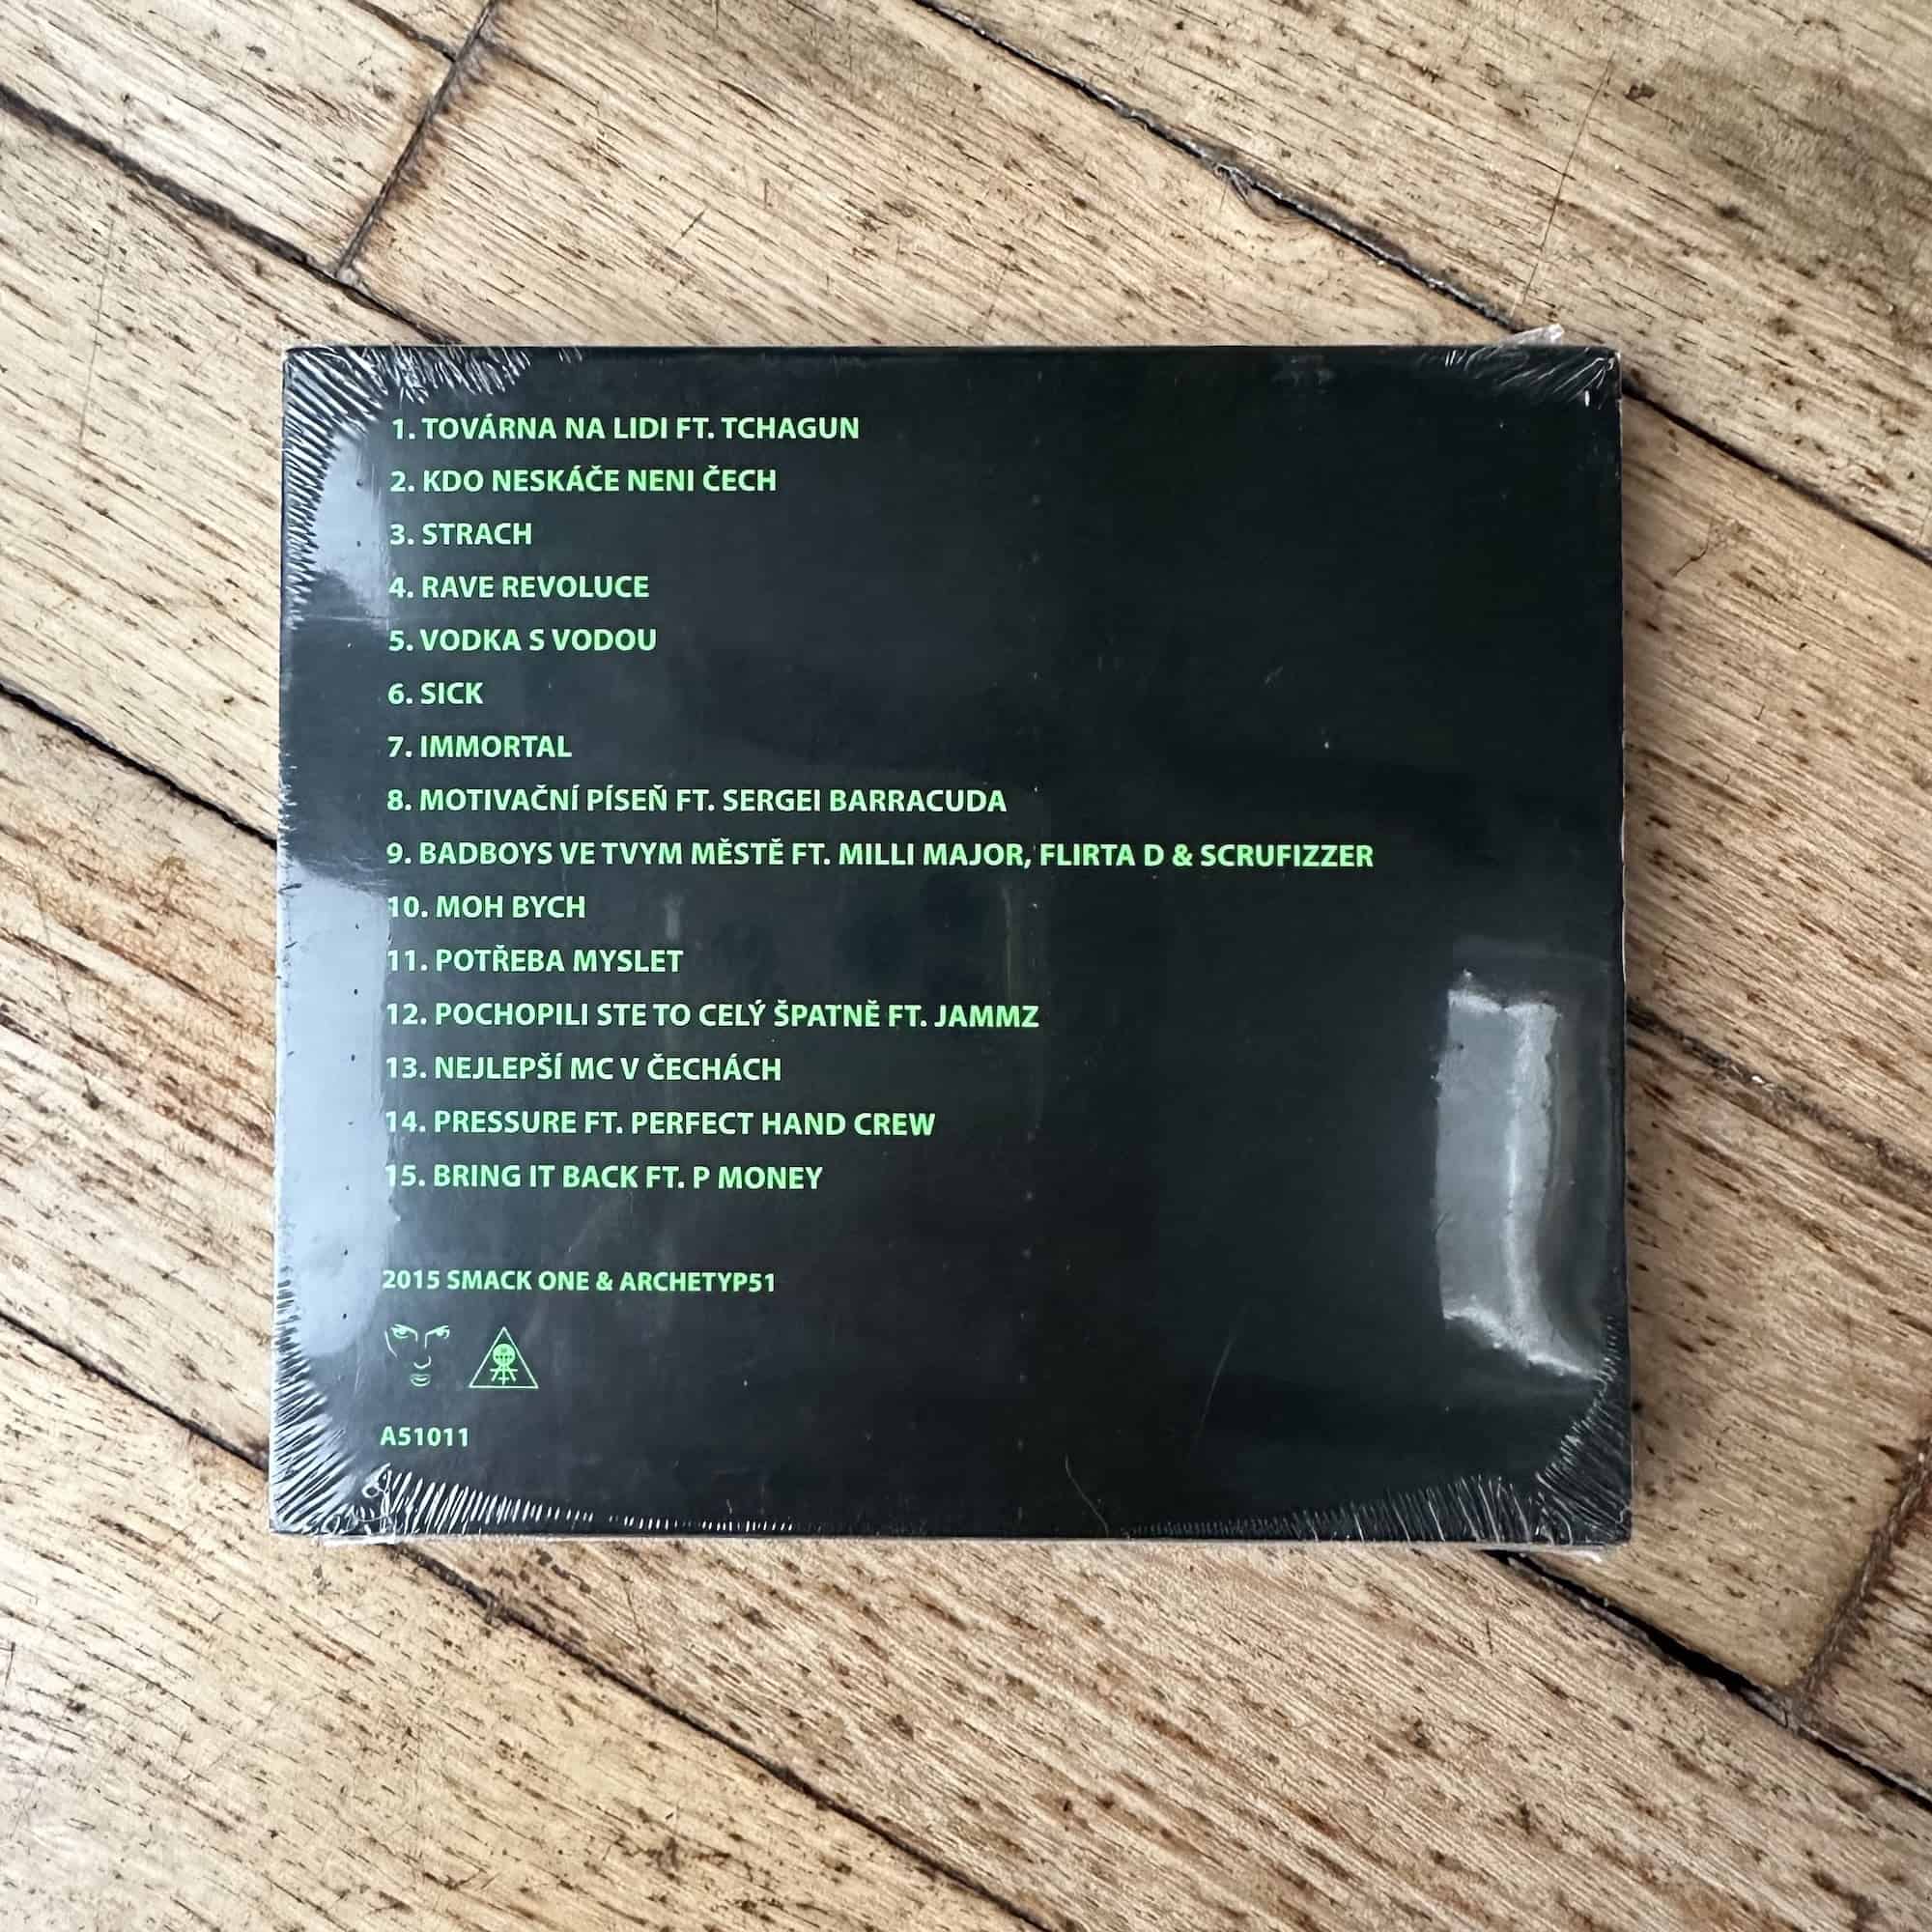 1. TOVÁRNA NA LIDI FT. TCHAGUN
2. KDO NESKÁČE NENI ČECH
3. STRACH
4. RAVE REVOLUCE
5. VODKA S VODOU
6. SICK
7. IMMORTAL
8. MOTIVAČNÍ PÍSEŇ FT. SERGEI BARRACUDA
9. BADBOYS VE TVYM MĚSTĚ FT. MILLI MAJOR, FLIRTA D & SCRUFIZZER
10. MOH BYCH
11. POTŘEBA MYSLET
12. POCHOPILI STE TO CELÝ ŠPATNĚ FT. JAMMZ
13. NEJLEPŠÍ MC V ČECHÁCH
14. PRESSURE FT. PERFECT HAND CREW
15. BRING IT BACK FT. P MONEY
2015 SMACK ONE & ARCHETYP51
A51011